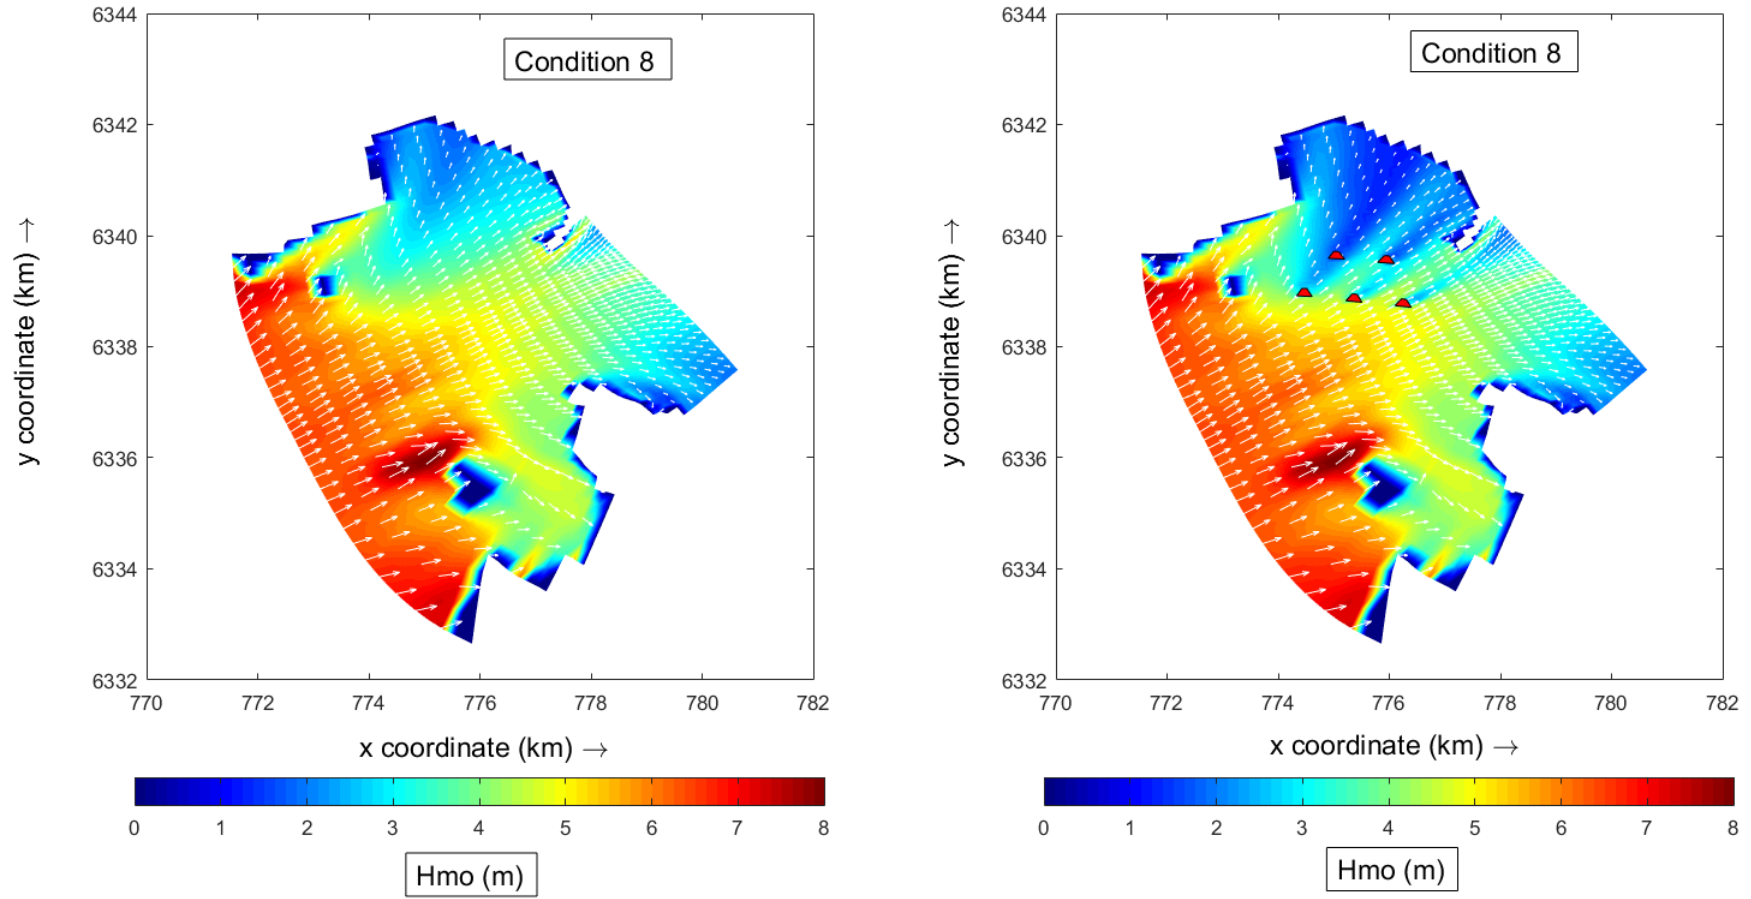 Condition 8
6344
6342
6340
6338
6336
6334
6332
y coordinate (km) →
770 772 774 776 778 780 782
x coordinate (km) →
0 1 2 3 4 5 6 7 8
Hmo (m)
Condition 8
6344
6342
6340
6338
6336
6334
6332
y coordinate (km) →
770 772 774 776 778 780 782
x coordinate (km) →
0 1 2 3 4 5 6 7 8
Hmo (m)